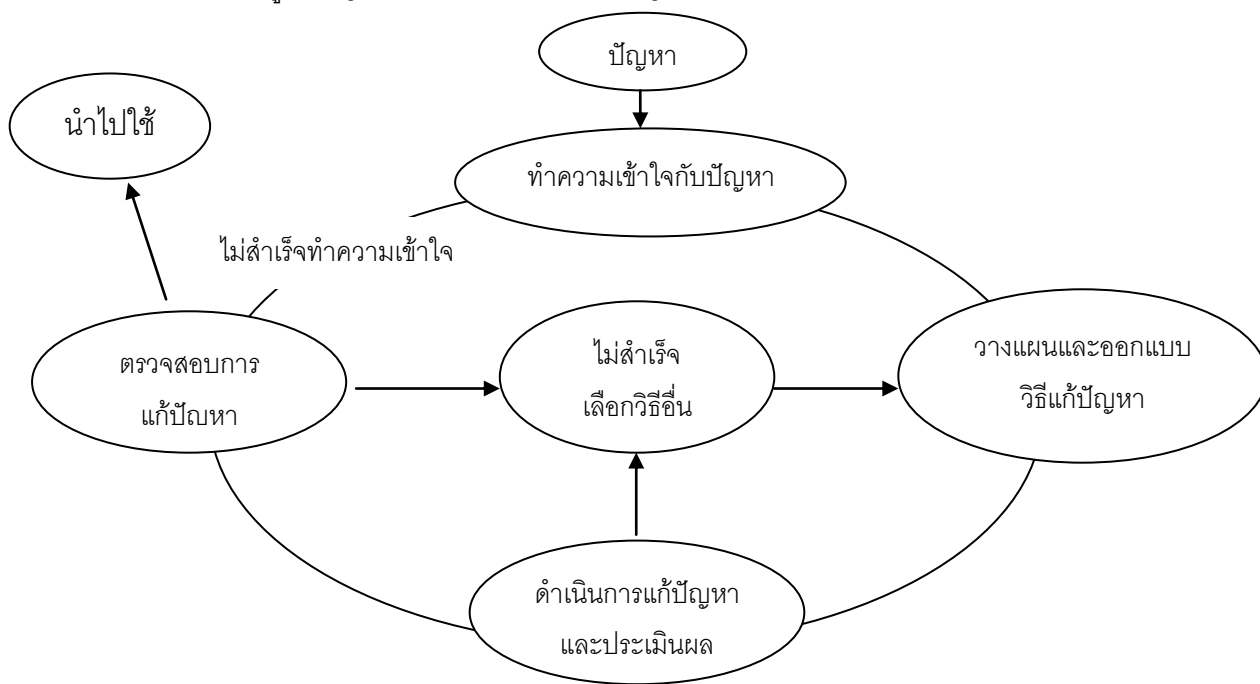 ปัญหา
นำไปใช้
ทำความเข้าใจกับปัญหา
ไม่สำเร็จทำความเข้าใจ
ตรวจสอบการ
แก้ปัญหา
ไม่สำเร็จ
เลือกวิธีอื่น
วางแผนและออกแบบ
วิธีแก้ปัญหา
ดำเนินการแก้ปัญหา
และประเมินผล